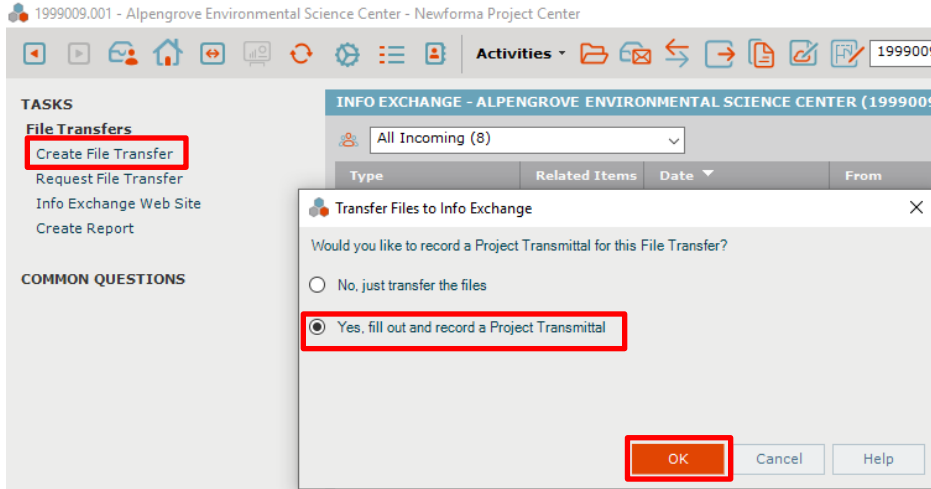 1999009.001 - Alpengrove Environmental Science Center - Newforma Project Center
Activities
199900
TASKS
File Transfers
Create File Transfer
Request File Transfer
Info Exchange Web Site
Create Report
COMMON QUESTIONS
INFO EXCHANGE - ALPENGROVE ENVIRONMENTAL SCIENCE CENTER (199900
All Incoming (8)
Type Related Items Date From
Transfer Files to Info Exchange
Would you like to record a Project Transmittal for this File Transfer?
No, just transfer the files
Yes, fill out and record a Project Transmittal
OK Cancel Help